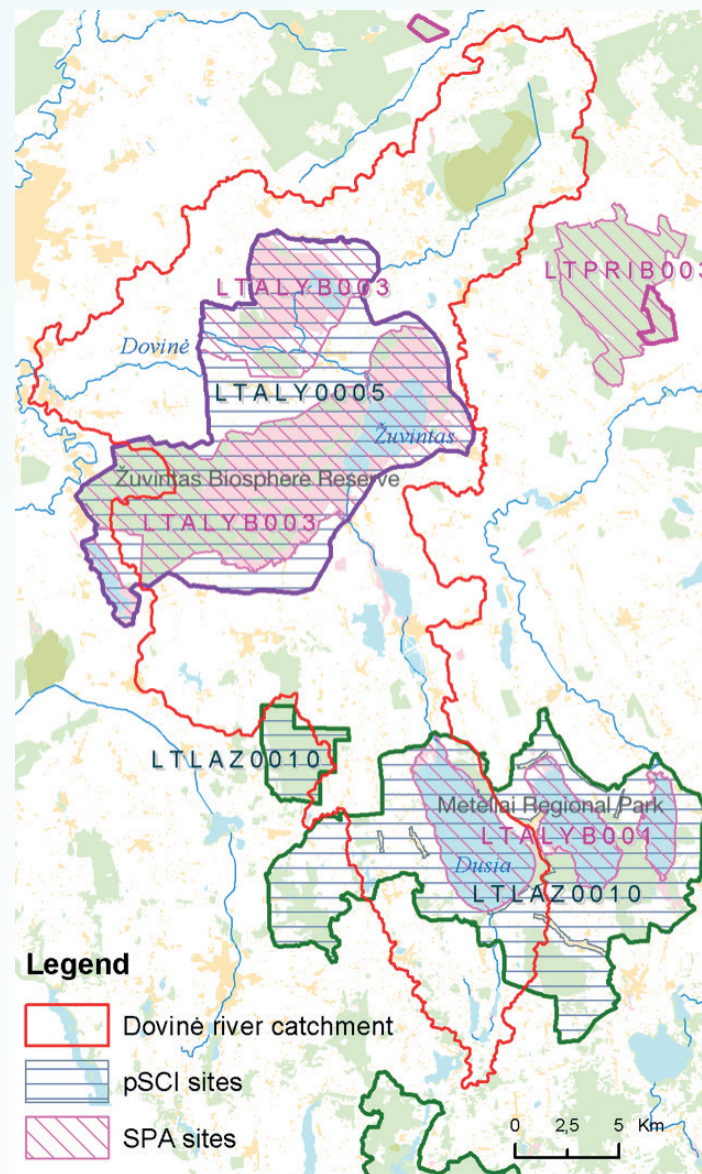 LTALYB003
LTPRIB003
Dovinė
LTALY0005
Žuvintas
Žuvintas Biosphere Reserve
LTALYB003
LTLAZ0010
Meteliai Regional Park
LTALYB001
Dusia
LTLAZ0010
Legend
Dovinė river catchment
pSCI sites
SPA sites
0 2,5 5 Km